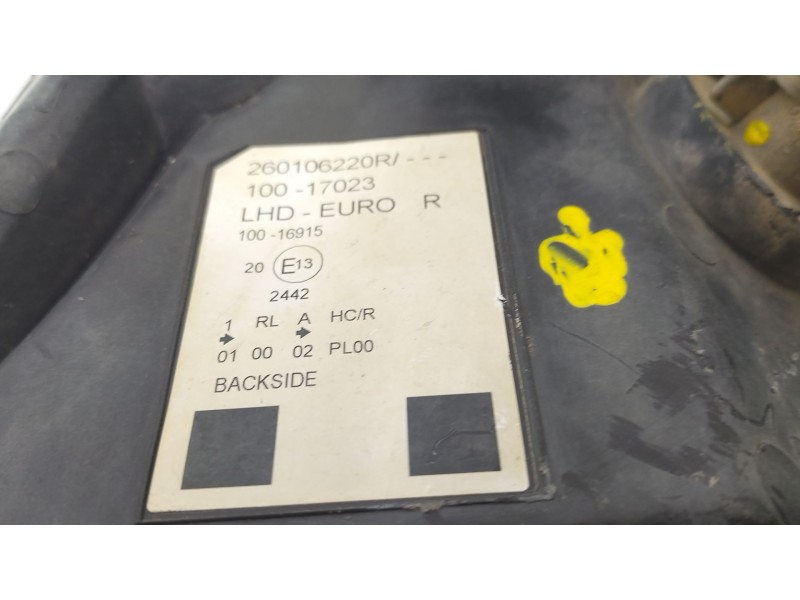 260106220R/- - -
100 -17023
LHD - EURO R
100 -16915
20 E13
2442
1 RL A HC/R
01 00 02 PL00
BACKSIDE